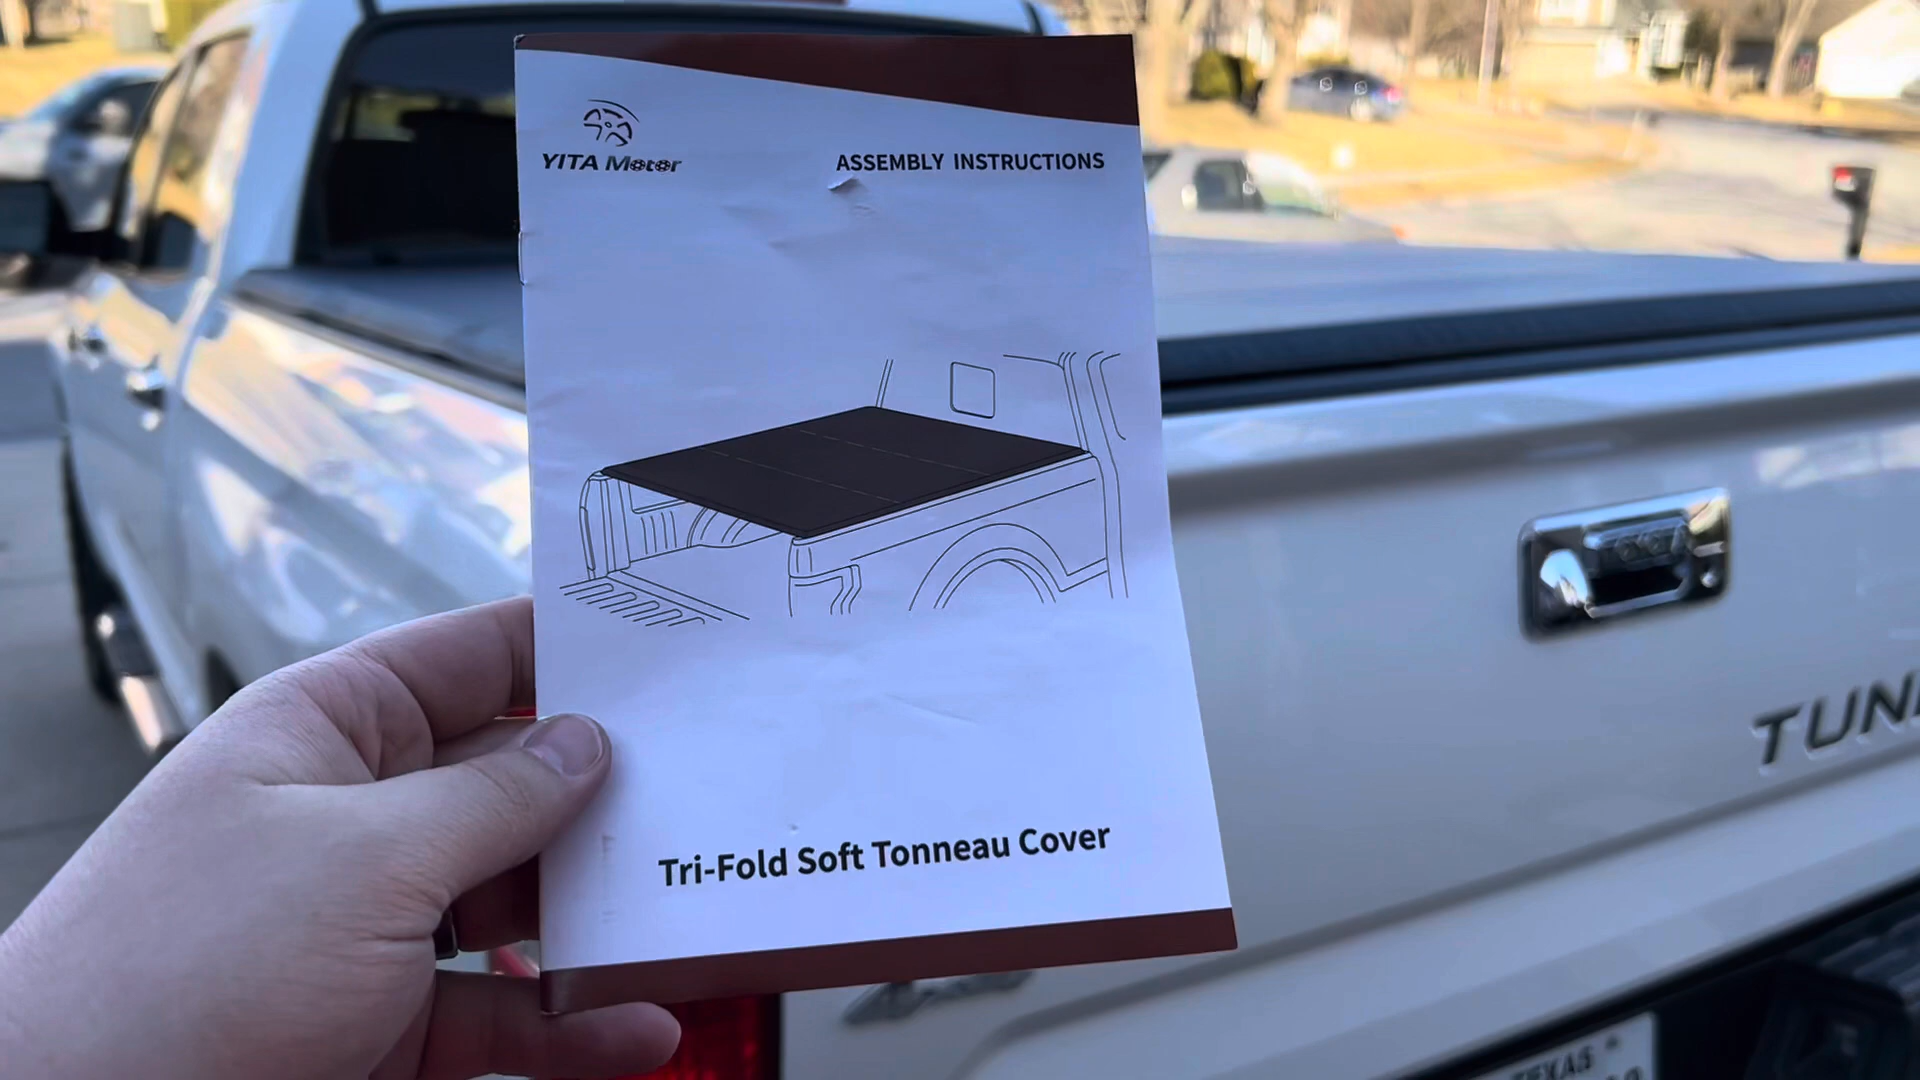 YITA Motor
ASSEMBLY INSTRUCTIONS
Tri-Fold Soft Tonneau Cover
TUN
TEXAS